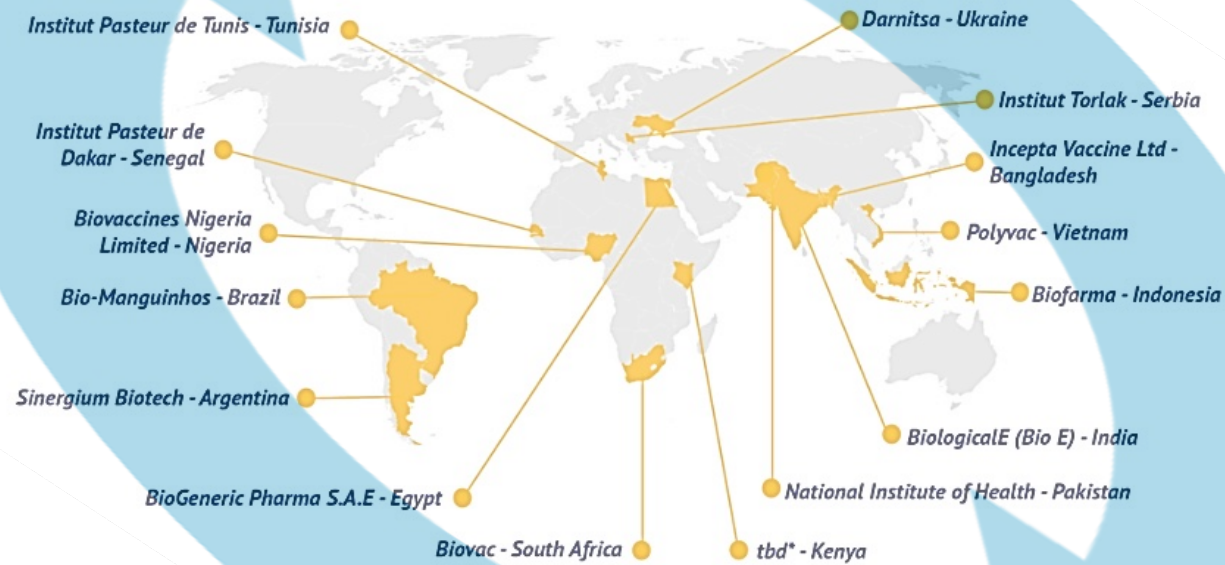 Institut Pasteur de Tunis - Tunisia
Darnitsa - Ukraine
Institut Torlak - Serbia
Institut Pasteur de
Dakar - Senegal
Incepta Vaccine Ltd -
Bangladesh
Biovaccines Nigeria
Limited - Nigeria
Polyvac - Vietnam
Bio-Manguinhos - Brazil
Biofarma - Indonesia
Sinergium Biotech - Argentina
BiologicalE (Bio E) - India
BioGeneric Pharma S.A.E - Egypt
National Institute of Health - Pakistan
Biovac - South Africa
tbd* - Kenya